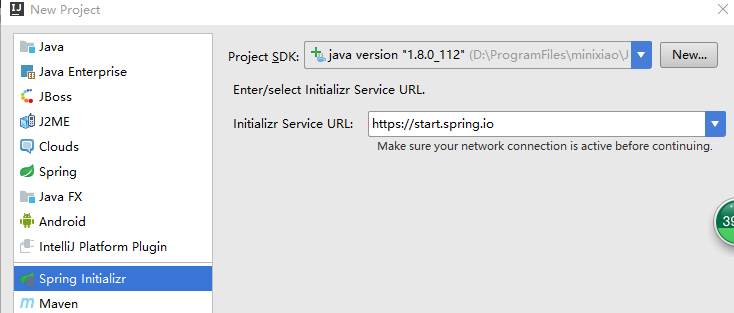 New Project
Java
Java Enterprise
JBoss
J2ME
Clouds
Spring
Java FX
Android
IntelliJ Platform Plugin
Spring Initializr
Maven
Project SDK: java version "1.8.0_112" (D:\ProgramFiles\minixiao\J New...
Enter/select Initializr Service URL.
Initializr Service URL: https://start.spring.io
Make sure your network connection is active before continuing.
39